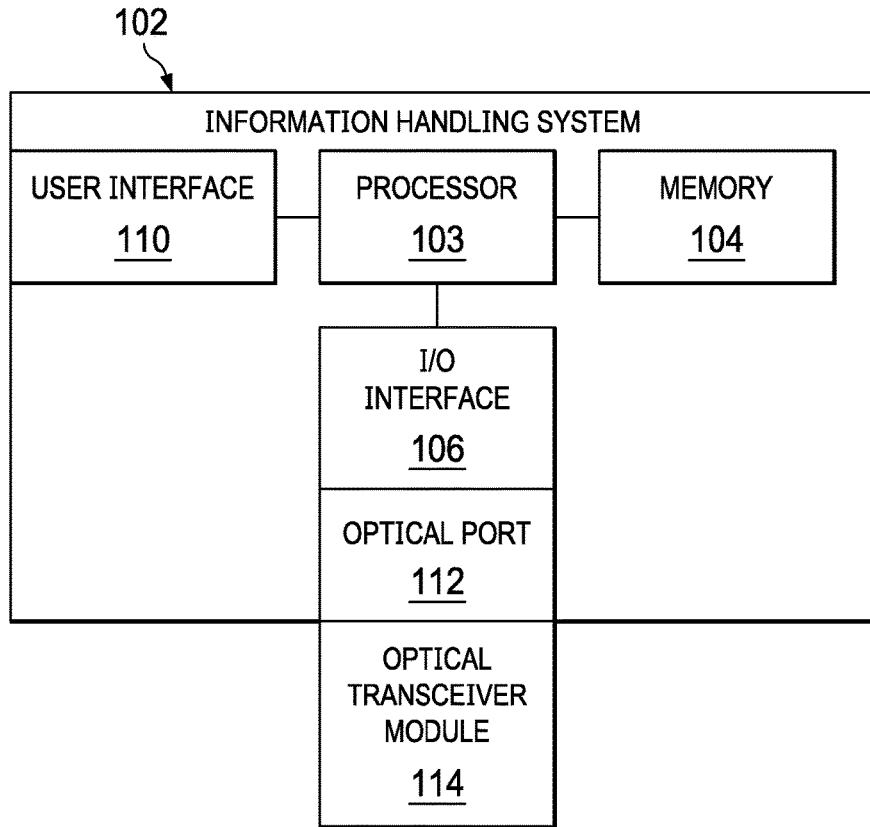 102
INFORMATION HANDLING SYSTEM
USER INTERFACE
110
PROCESSOR
103
MEMORY
104
I/O
INTERFACE
106
OPTICAL PORT
112
OPTICAL
TRANSCEIVER
MODULE
114